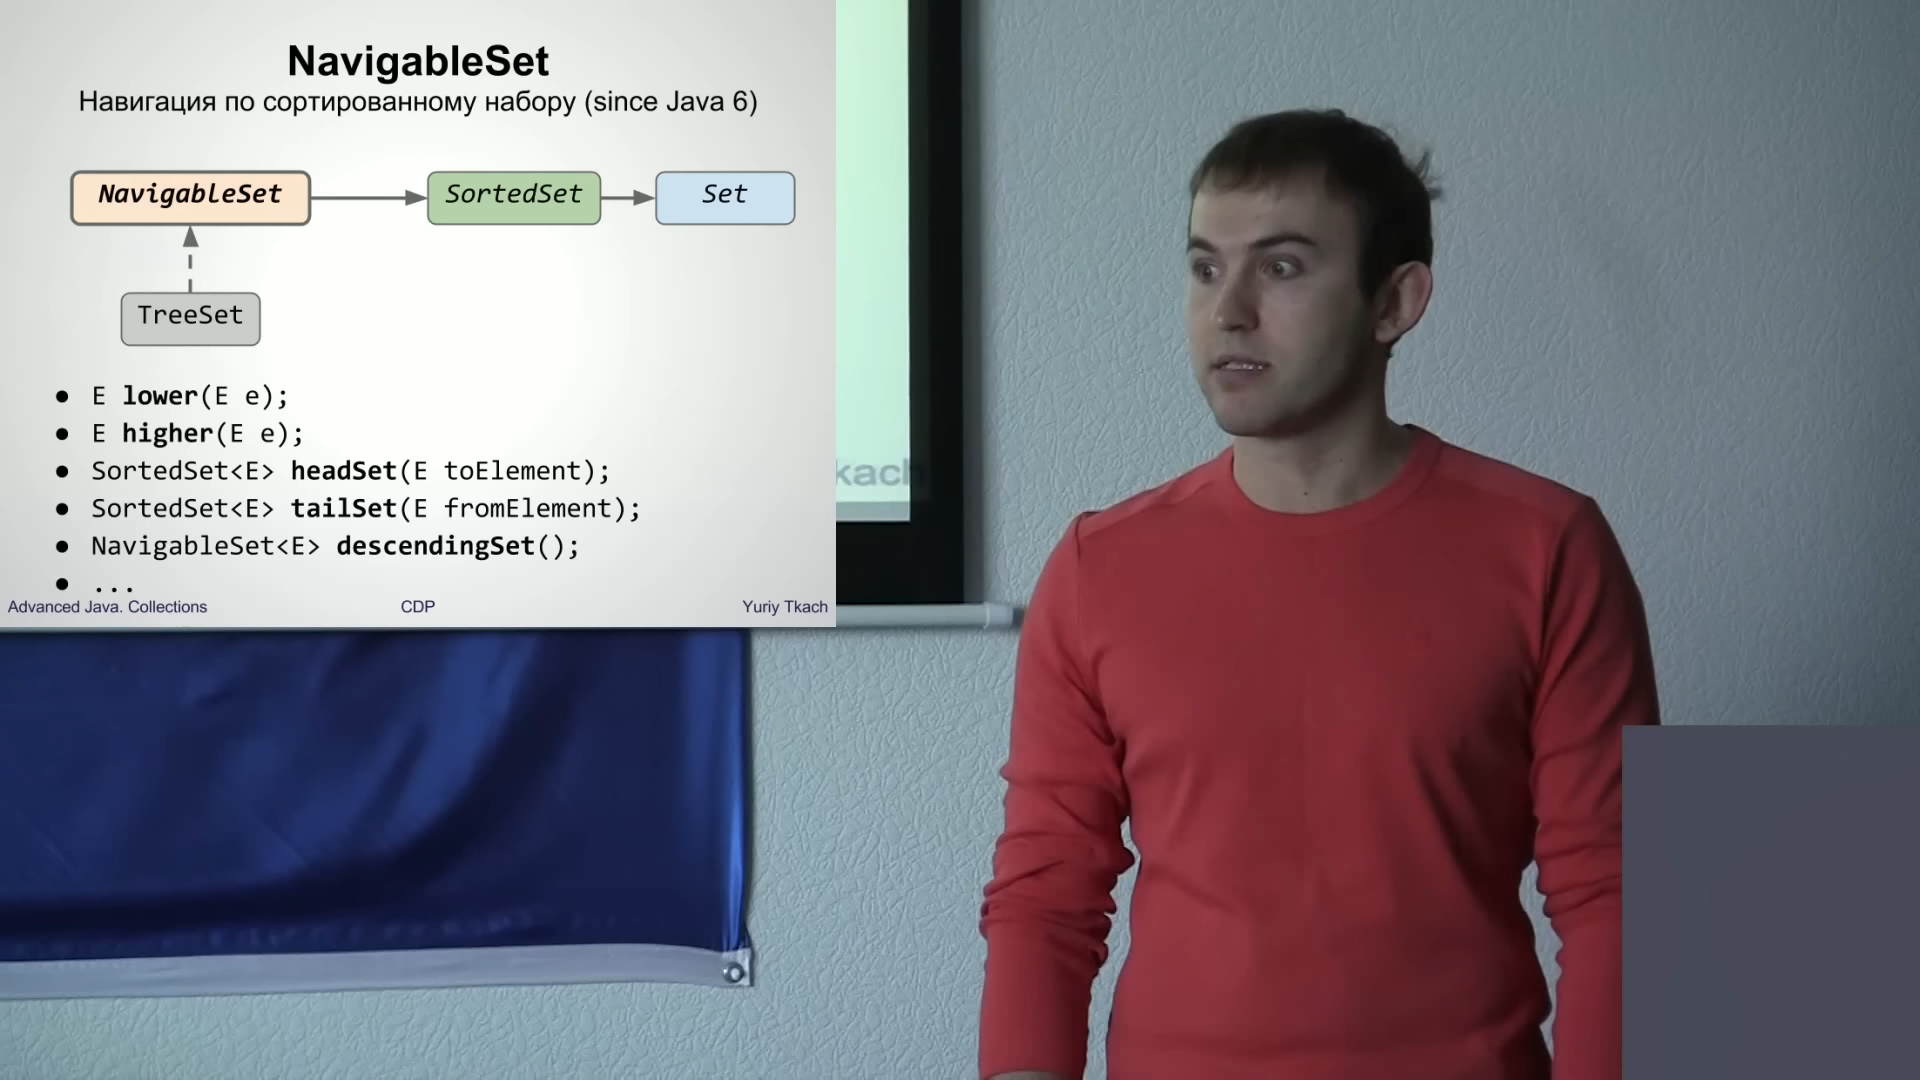 NavigableSet
Навигация по сортированному набору (since Java 6)
NavigableSet
SortedSet
Set
TreeSet
● E lower(E e);
● E higher(E e);
● SortedSet<E> headSet(E toElement);
● SortedSet<E> tailSet(E fromElement);
● NavigableSet<E> descendingSet();
● ...
Advanced Java. Collections
CDP
Yuriy Tkach
kach